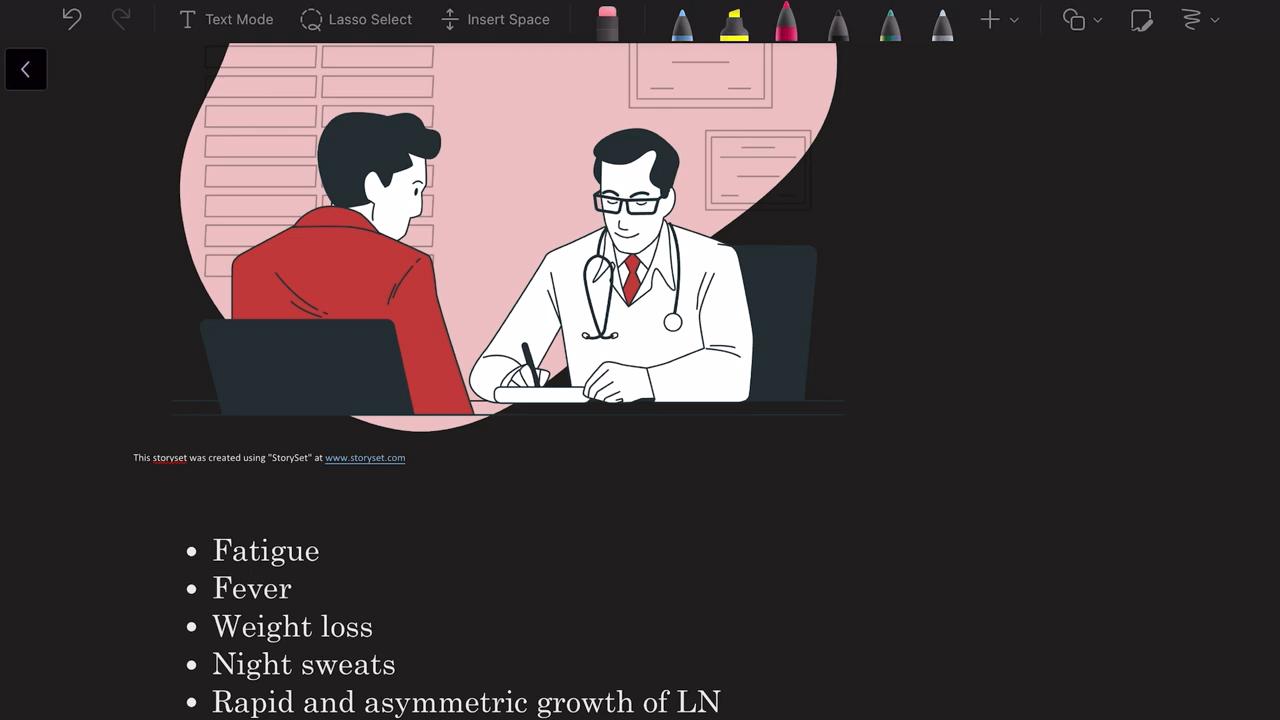 Text Mode Lasso Select Insert Space
This storyset was created using "StorySet" at www.storyset.com
• Fatigue
• Fever
• Weight loss
• Night sweats
• Rapid and asymmetric growth of LN